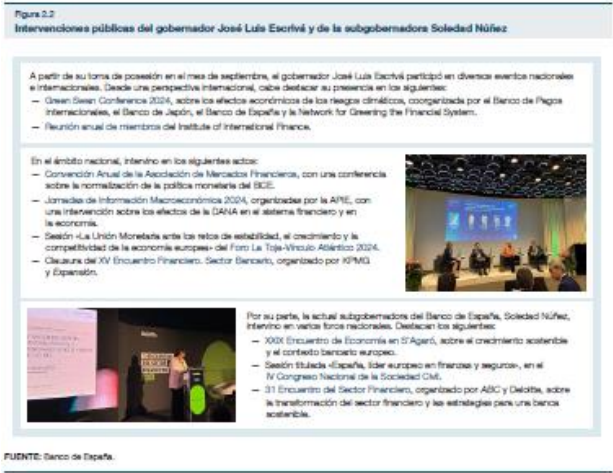 Figura 2.2
Intervenciones públicas del gobernador José Luis Escrivá y de la subgobernadora Soledad Núñez
A partir de su toma de posesión en el mes de septiembre, el gobernador José Luis Escrivá participó en diversos eventos nacionales
e internacionales. Desde una perspectiva internacional, cabe destacar su presencia en los siguientes:
— Green Swan Conference 2024, sobre los efectos económicos de los riesgos climáticos, coorganizada por el Banco de Pagos
Internacionales, el Banco de Japón, el Banco de España y la Network for Greening the Financial System.
— Reunión anual de miembros del Institute of International Finance.
En el ámbito nacional, intervino en los siguientes actos:
— Convención Anual de la Asociación de Mercados Financieros, con una conferencia
sobre la normalización de la política monetaria del BCE.
— Jornadas de Información Macroeconómica 2024, organizadas por la APIE, con
una intervención sobre los efectos de la DANA en el sistema financiero y en
la economía.
— Sesión «La Unión Monetaria ante los retos de estabilidad, el crecimiento y la
competitividad de la economía europea» del Foro La Toja-Vínculo Atlántico 2024.
— Clausura del XV Encuentro Financiero. Sector Bancario, organizado por KPMG
y Expansión.
Por su parte, la actual subgobernadora del Banco de España, Soledad Núñez,
intervino en varios foros nacionales. Destacan los siguientes:
— XXIX Encuentro de Economía en S'Agaró, sobre el crecimiento sostenible
y el contexto bancario europeo.
— Sesión titulada «España, líder europeo en finanzas y seguros», en el
IV Congreso Nacional de la Sociedad Civil.
— 31 Encuentro del Sector Financiero, organizado por ABC y Deloitte, sobre
la transformación del sector financiero y las estrategias para una banca
sostenible.
FUENTE: Banco de España.